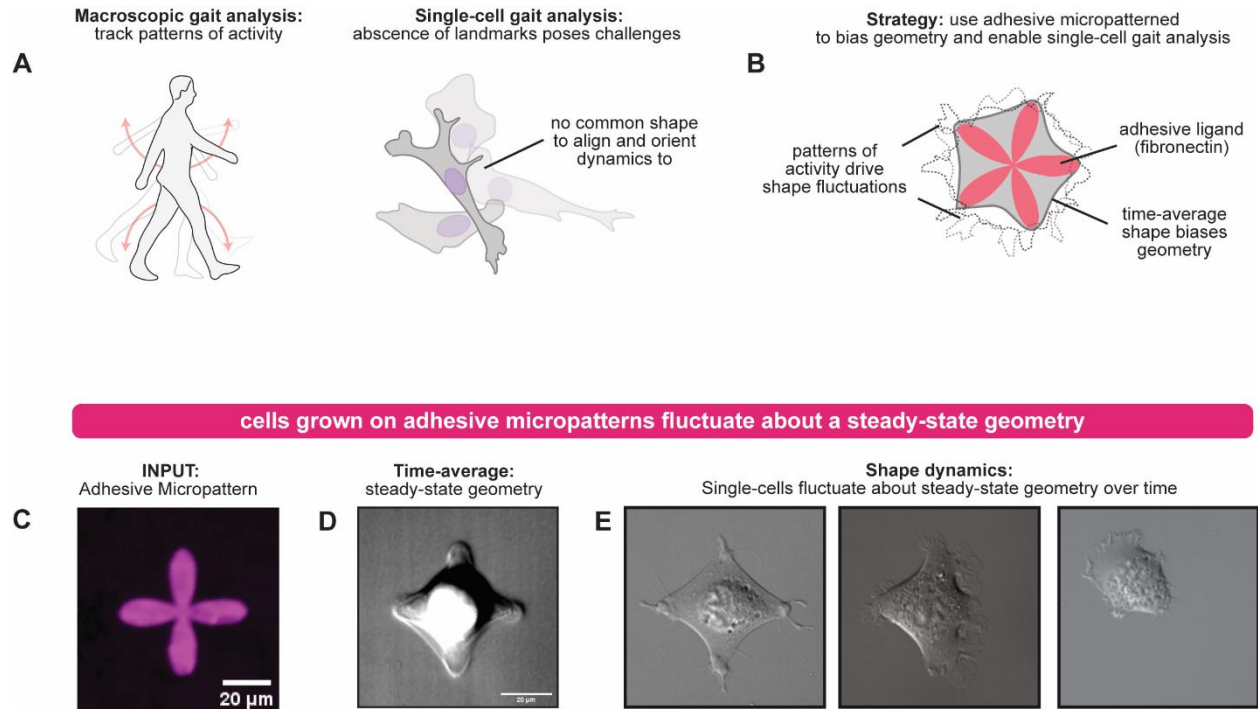 Macroscopic gait analysis:
track patterns of activity
Single-cell gait analysis:
abscence of landmarks poses challenges
Strategy: use adhesive micropatterned
to bias geometry and enable single-cell gait analysis
A
no common shape
to align and orient
dynamics to
B
patterns of
activity drive
shape fluctuations
adhesive ligand
(fibronectin)
time-average
shape biases
geometry
cells grown on adhesive micropatterns fluctuate about a steady-state geometry
INPUT:
Adhesive Micropattern
Time-average:
steady-state geometry
Shape dynamics:
Single-cells fluctuate about steady-state geometry over time
C
20 µm
D
20 µm
E